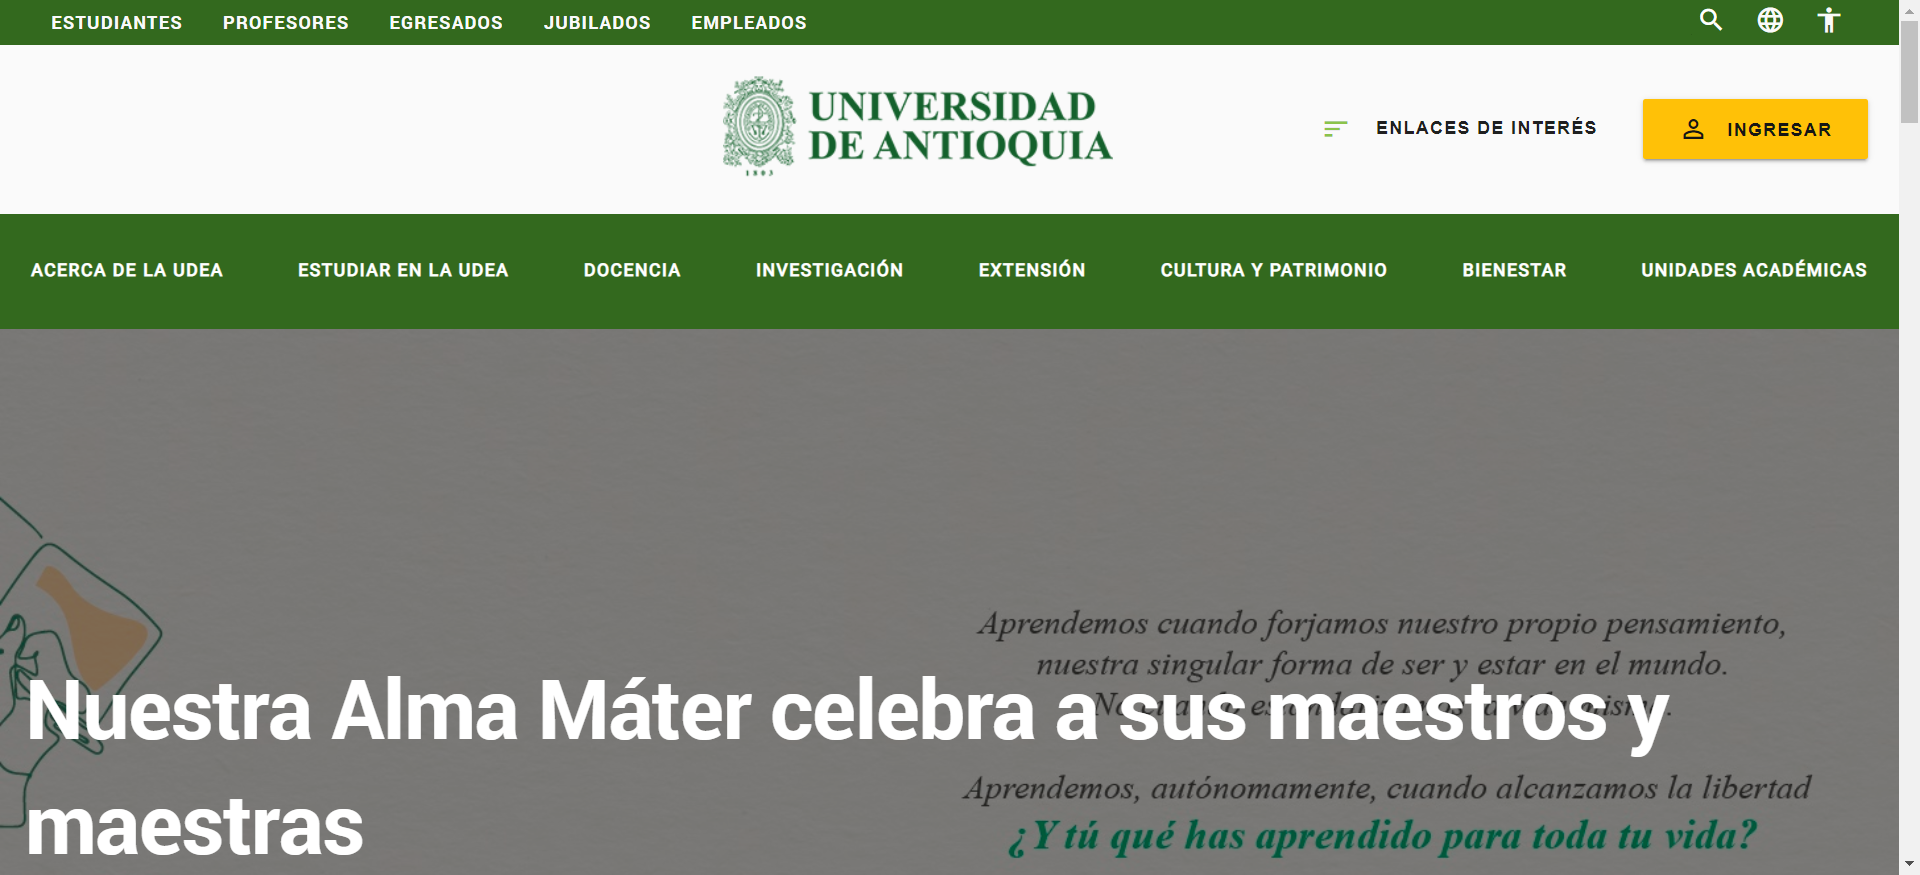 ESTUDIANTES PROFESORES EGRESADOS JUBILADOS EMPLEADOS
UNIVERSIDAD
DE ANTIOQUIA
1803
ENLACES DE INTERÉS
INGRESAR
ACERCA DE LA UDEA ESTUDIAR EN LA UDEA DOCENCIA INVESTIGACIÓN EXTENSIÓN CULTURA Y PATRIMONIO BIENESTAR UNIDADES ACADÉMICAS
Aprendemos cuando forjamos nuestro propio pensamiento,
nuestra singular forma de ser y estar en el mundo.
Nuestra Alma Máter celebra a sus maestros y
maestras
Aprendemos, autónomamente, cuando alcanzamos la libertad
¿Y tú qué has aprendido para toda tu vida?